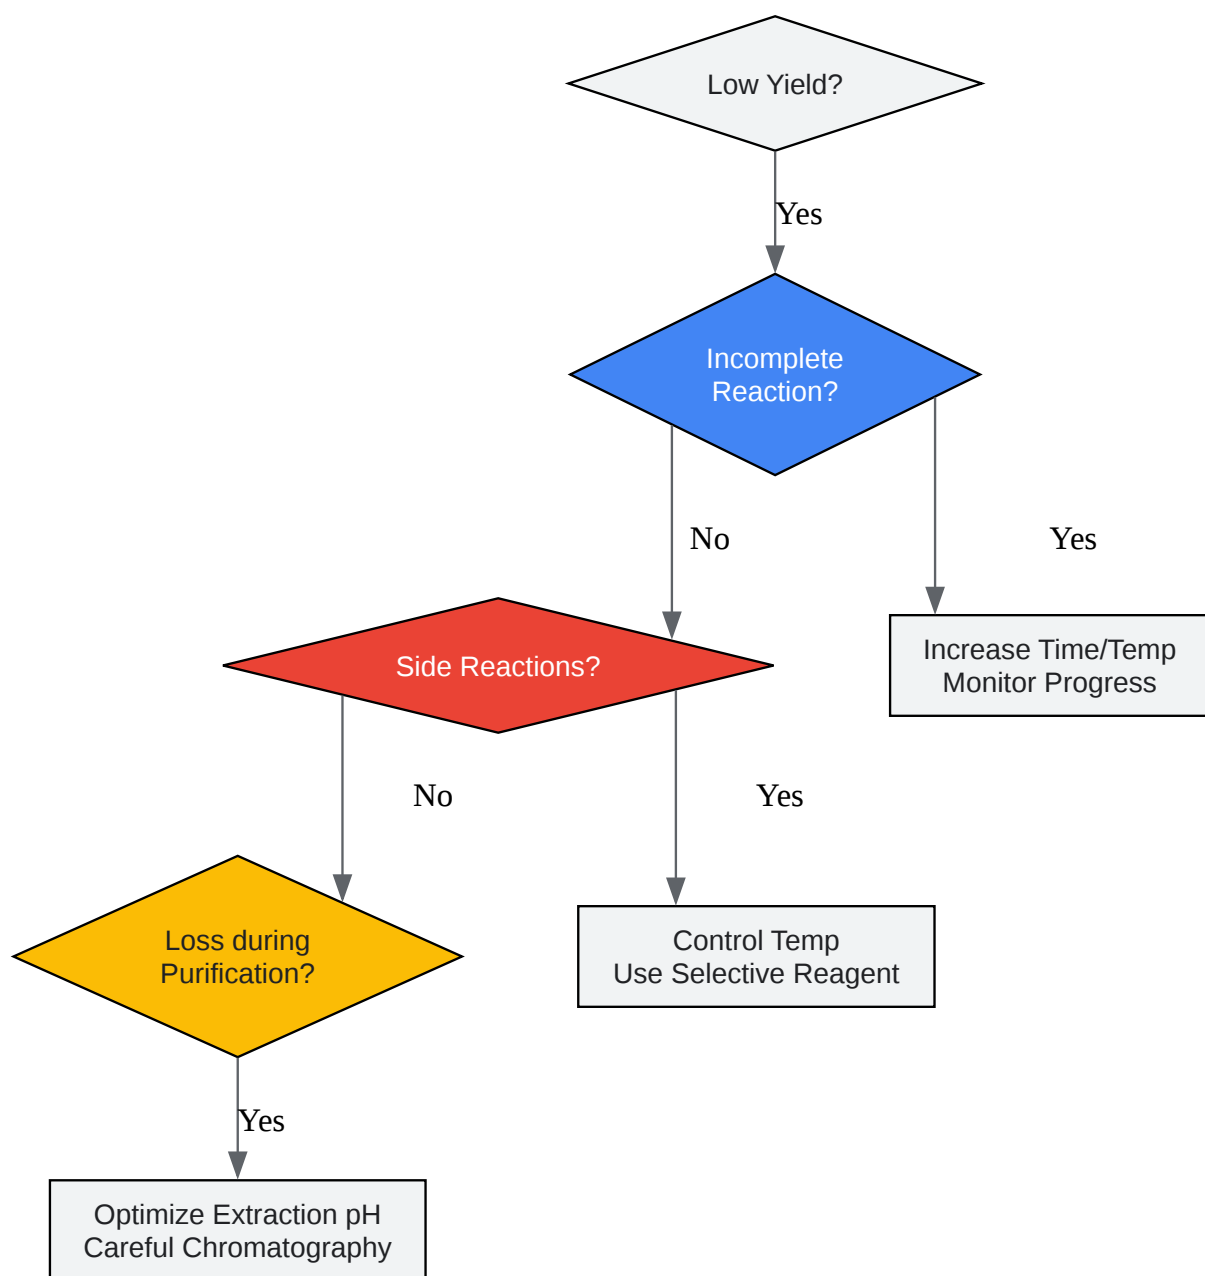 Low Yield?
Yes
Incomplete
Reaction?
No
Yes
Side Reactions?
Increase Time/Temp
Monitor Progress
No
Yes
Loss during
Purification?
Control Temp
Use Selective Reagent
Yes
Optimize Extraction pH
Careful Chromatography